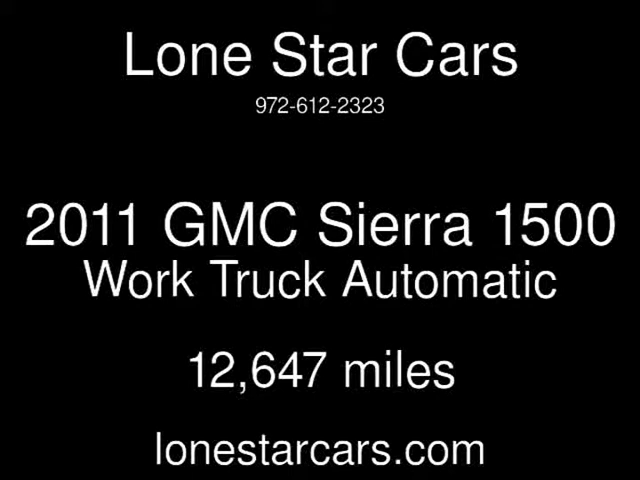 Lone Star Cars
972-612-2323
2011 GMC Sierra 1500
Work Truck Automatic
12,647 miles
lonestarcars.com